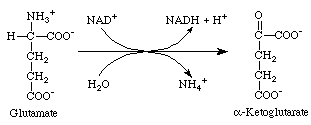 NH₃⁺ NAD⁺ NADH + H⁺ O
H-C-COO⁻ C-COO⁻
CH₂ CH₂
CH₂ H₂O NH₄⁺ CH₂
COO⁻ COO⁻
Glutamate α-Ketoglutarate